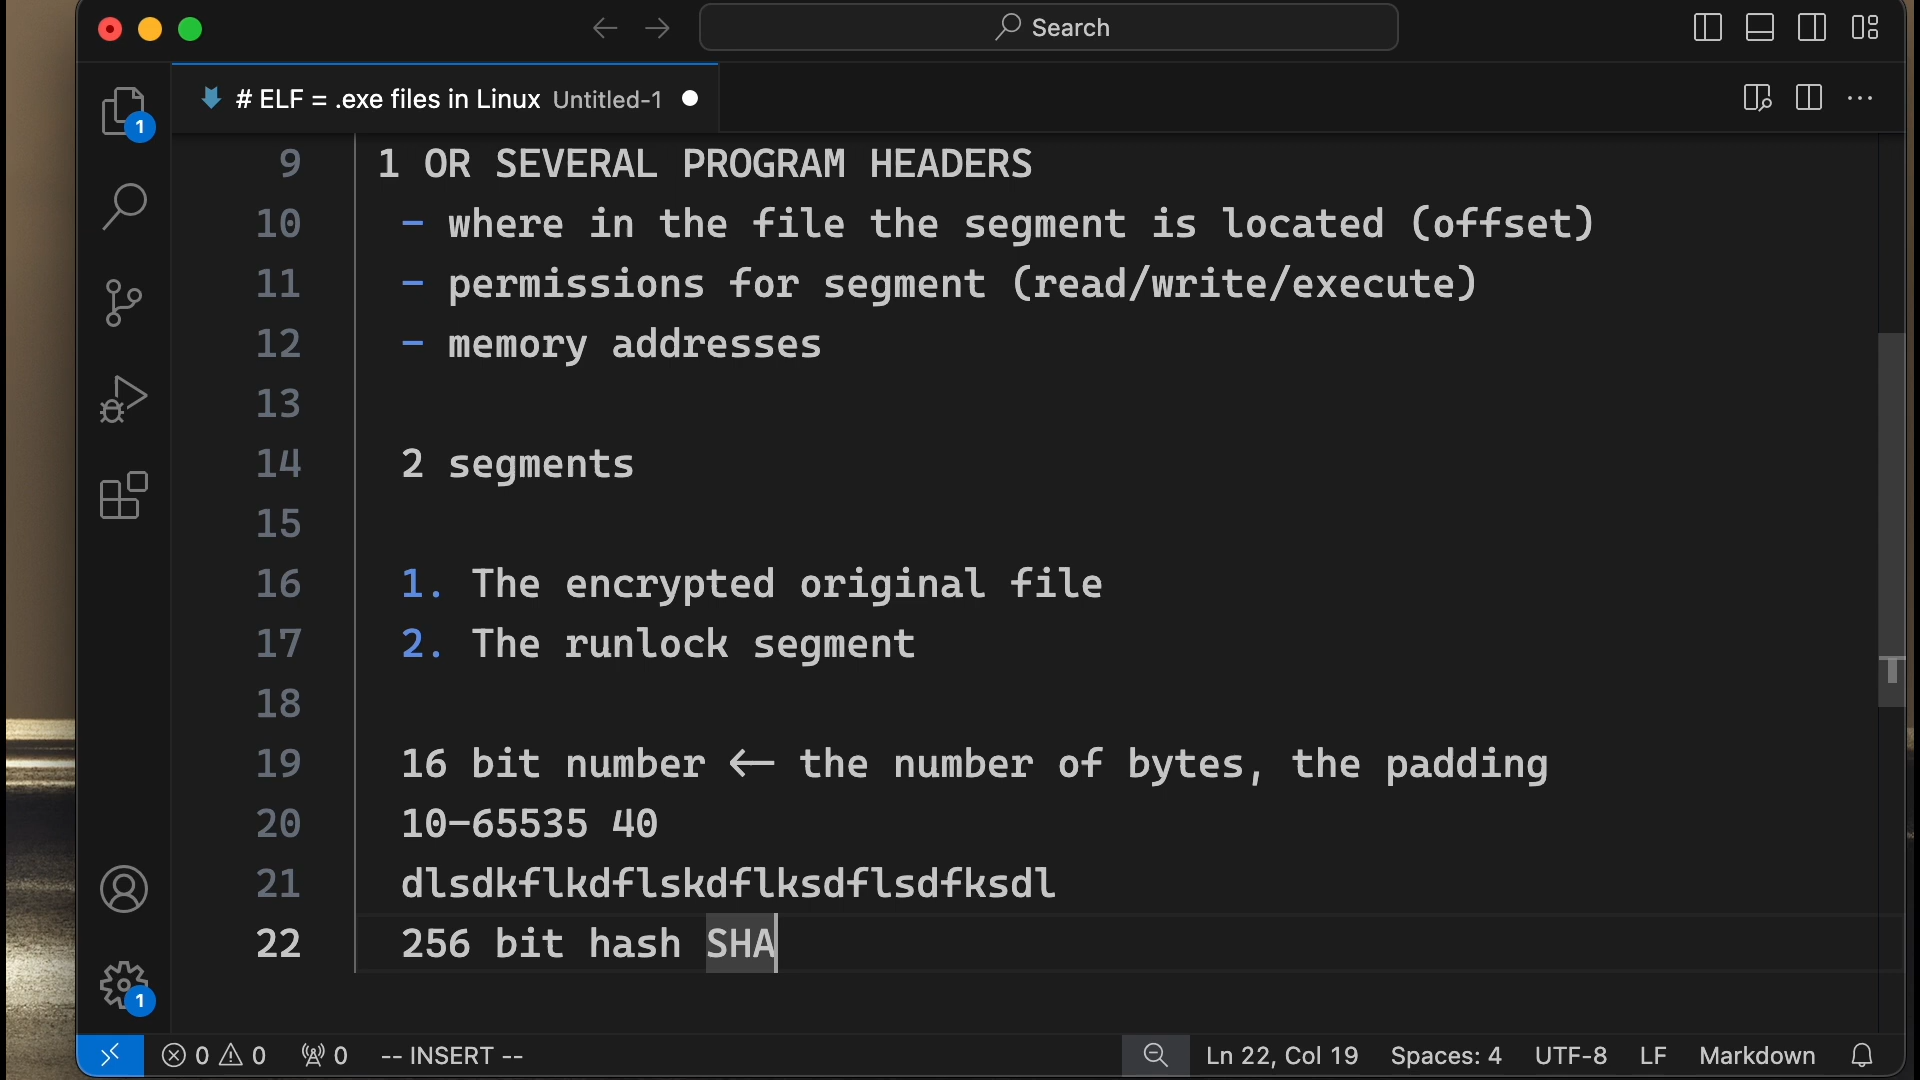 Search
# ELF = .exe files in Linux Untitled-1
1
9 1 OR SEVERAL PROGRAM HEADERS
10 - where in the file the segment is located (offset)
11 - permissions for segment (read/write/execute)
12 - memory addresses
13
14 2 segments
15
16 1. The encrypted original file
17 2. The runlock segment
18
19 16 bit number <- the number of bytes, the padding
20 10-65535 40
21 dlsdkflkdflskdflksdflsdfksdl
22 256 bit hash SHA
1
0 0 0 -- INSERT -- Ln 22, Col 19 Spaces: 4 UTF-8 LF Markdown